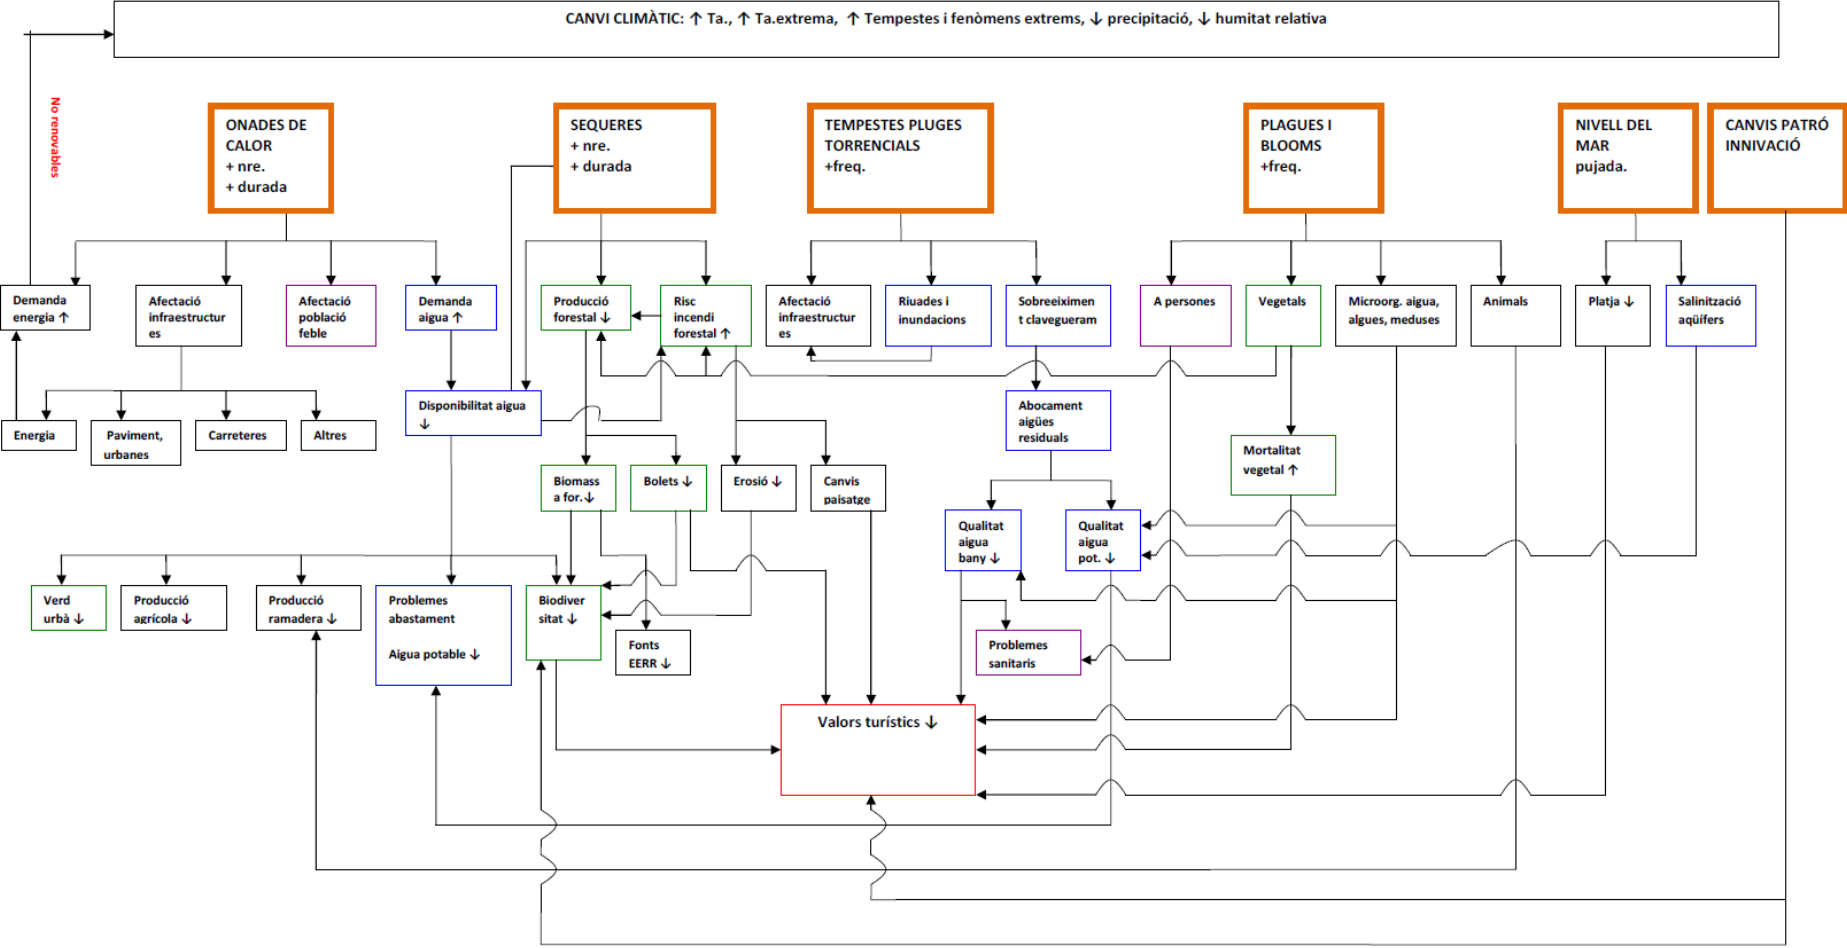 CANVI CLIMÀTIC: ↑ Ta., ↑ Ta.extrema, ↑ Tempestes i fenòmens extrems, ↓ precipitació, ↓ humitat relativa
No renovables
ONADES DE
CALOR
+ nre.
+ durada
SEQUERES
+ nre.
+ durada
TEMPESTES PLUGES
TORRENCIALS
+freq.
PLAGUES I
BLOOMS
+freq.
NIVELL DEL
MAR
pujada.
CANVIS PATRÓ
INNIVACIÓ
Demanda
energia ↑
Afectació
infraestructur
es
Afectació
població
feble
Demanda
aigua ↑
Producció
forestal ↓
Risc
incendi
forestal ↑
Afectació
infraestructur
es
Riuades i
inundacions
Sobreeiximen
t clavegueram
A persones
Vegetals
Microorg. aigua,
algues, meduses
Animals
Platja ↓
Salinització
aqüífers
Energia
Paviment,
urbanes
Carreteres
Altres
Disponibilitat aigua
↓
Abocament
aigües
residuals
Mortalitat
vegetal ↑
Biomass
a for.↓
Bolets ↓
Erosió ↓
Canvis
paisatge
Qualitat
aigua
bany ↓
Qualitat
aigua
pot. ↓
Verd
urbà ↓
Producció
agrícola ↓
Producció
ramadera ↓
Problemes
abastament
Aigua potable ↓
Biodiver
sitat ↓
Fonts
EERR ↓
Problemes
sanitaris
Valors turístics ↓